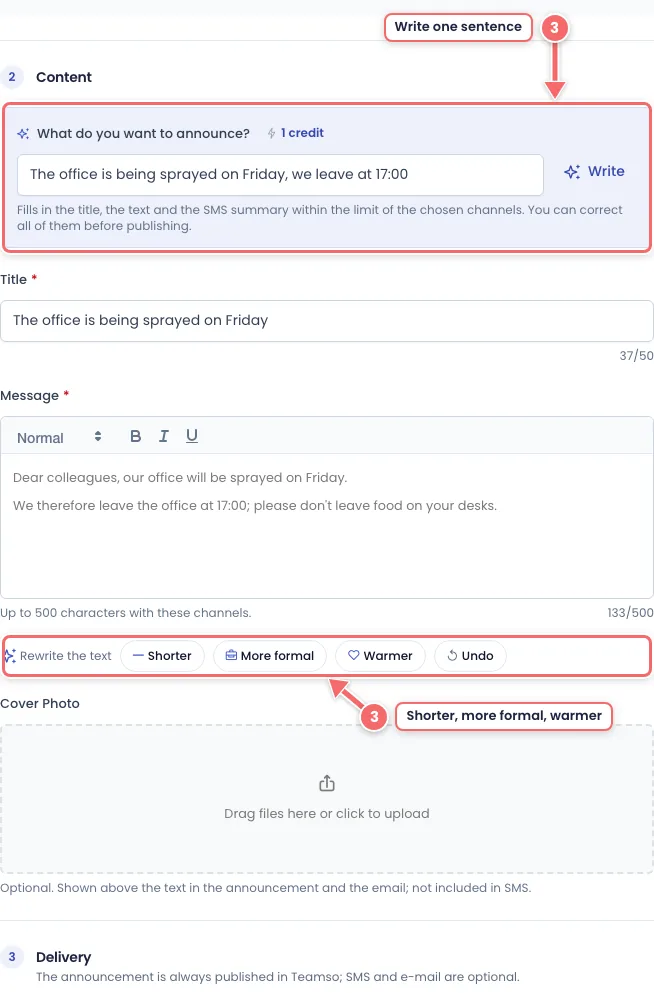 Write one sentence
3
2
Content
What do you want to announce?
1 credit
The office is being sprayed on Friday, we leave at 17:00
Write
Fills in the title, the text and the SMS summary within the limit of the chosen channels. You can correct
all of them before publishing.
Title *
The office is being sprayed on Friday
37/50
Message *
Normal
B
I
U
Dear colleagues, our office will be sprayed on Friday.
We therefore leave the office at 17:00; please don't leave food on your desks.
Up to 500 characters with these channels.
133/500
Rewrite the text
Shorter
More formal
Warmer
Undo
Cover Photo
3
Shorter, more formal, warmer
Drag files here or click to upload
Optional. Shown above the text in the announcement and the email; not included in SMS.
3
Delivery
The announcement is always published in Teamso; SMS and e-mail are optional.